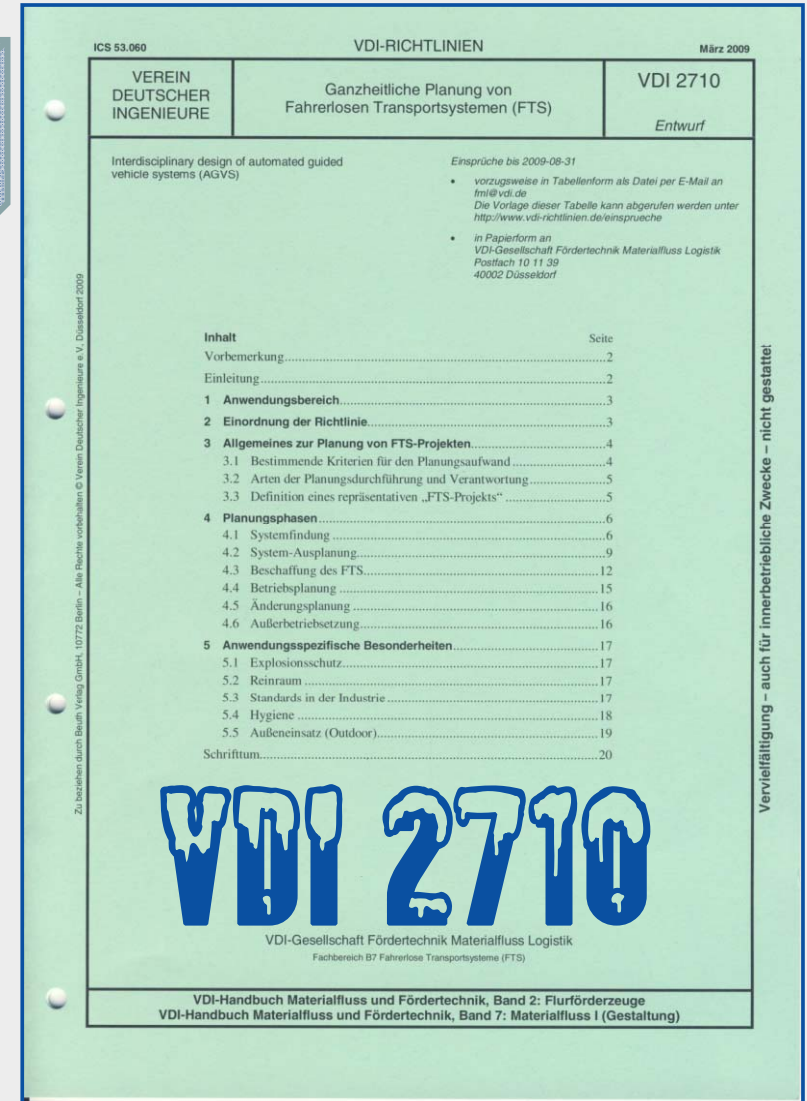 ICS 53.060
VDI-RICHTLINIEN
März 2009
VEREIN
DEUTSCHER
INGENIEURE
Ganzheitliche Planung von
Fahrerlosen Transportsystemen (FTS)
VDI 2710
Entwurf
Interdisciplinary design of automated guided
vehicle systems (AGVS)
Einsprüche bis 2009-08-31
• vorzugsweise in Tabellenform als Datei per E-Mail an
fml@vdi.de
Die Vorlage dieser Tabelle kann abgerufen werden unter
http://www.vdi-richtlinien.de/einsprueche
• in Papierform an
VDI-Gesellschaft Fördertechnik Materialfluss Logistik
Postfach 10 11 39
40002 Düsseldorf
Inhalt Seite
Vorbemerkung 2
Einleitung 2
1 Anwendungsbereich 3
2 Einordnung der Richtlinie 3
3 Allgemeines zur Planung von FTS-Projekten 4
3.1 Bestimmende Kriterien für den Planungsaufwand 4
3.2 Arten der Planungsdurchführung und Verantwortung 5
3.3 Definition eines repräsentativen „FTS-Projekts“ 5
4 Planungsphasen 6
4.1 Systemfindung 6
4.2 System-Ausplanung 9
4.3 Beschaffung des FTS 12
4.4 Betriebsplanung 15
4.5 Änderungsplanung 16
4.6 Außerbetriebsetzung 16
5 Anwendungsspezifische Besonderheiten 17
5.1 Explosionsschutz 17
5.2 Reinraum 17
5.3 Standards in der Industrie 17
5.4 Hygiene 18
5.5 Außeneinsatz (Outdoor) 19
Schrifttum 20
VDI 2710
VDI-Gesellschaft Fördertechnik Materialfluss Logistik
Fachbereich B7 Fahrerlose Transportsysteme (FTS)
VDI-Handbuch Materialfluss und Fördertechnik, Band 2: Flurförderzeuge
VDI-Handbuch Materialfluss und Fördertechnik, Band 7: Materialfluss I (Gestaltung)
Zu beziehen durch Beuth Verlag GmbH, 10772 Berlin – Alle Rechte vorbehalten © Verein Deutscher Ingenieure e.V., Düsseldorf 2009
Vervielfältigung – auch für innerbetriebliche Zwecke – nicht gestattet